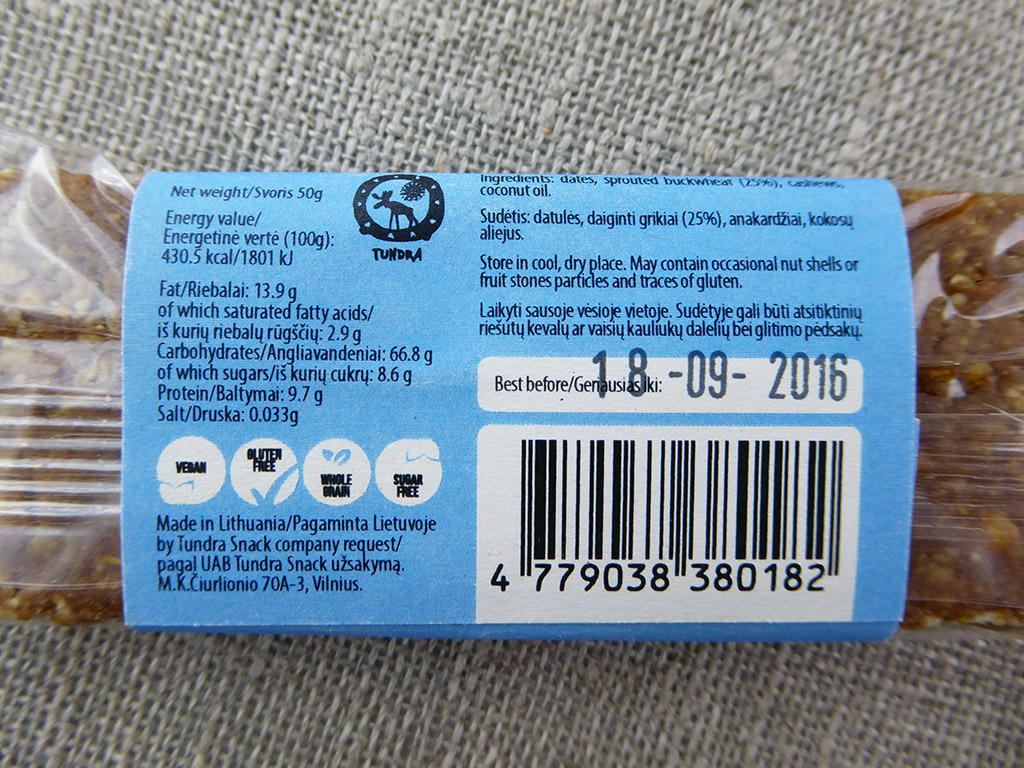 Net weight/Svoris 50g
Energy value/
Energetinė vertė (100g):
430.5 kcal/1801 kJ
Fat/Riebalai: 13.9 g
of which saturated fatty acids/
iš kurių riebalų rūgščių: 2.9 g
Carbohydrates/Angliavandeniai: 66.8 g
of which sugars/iš kurių cukrų: 8.6 g
Protein/Baltymai: 9.7 g
Salt/Druska: 0.033g
VEGAN
GLUTEN
FREE
WHOLE
GRAIN
SUGAR
FREE
Made in Lithuania/Pagaminta Lietuvoje
by Tundra Snack company request/
pagal UAB Tundra Snack užsakymą.
M.K.Čiurlionio 70A-3, Vilnius.
TUNDRA
Ingredients: dates, sprouted buckwheat (25%), cashews,
coconut oil.
Sudėtis: datulės, daiginti grikiai (25%), anakardžiai, kokosų
aliejus.
Store in cool, dry place. May contain occasional nut shells or
fruit stones particles and traces of gluten.
Laikyti sausoje vėsioje vietoje. Sudėtyje gali būti atsitiktinių
riešutų kevalų ar vaisių kauliukų dalelių bei glitimo pėdsakų.
Best before/Geriausias iki: 18-09-2016
4 779038 380182